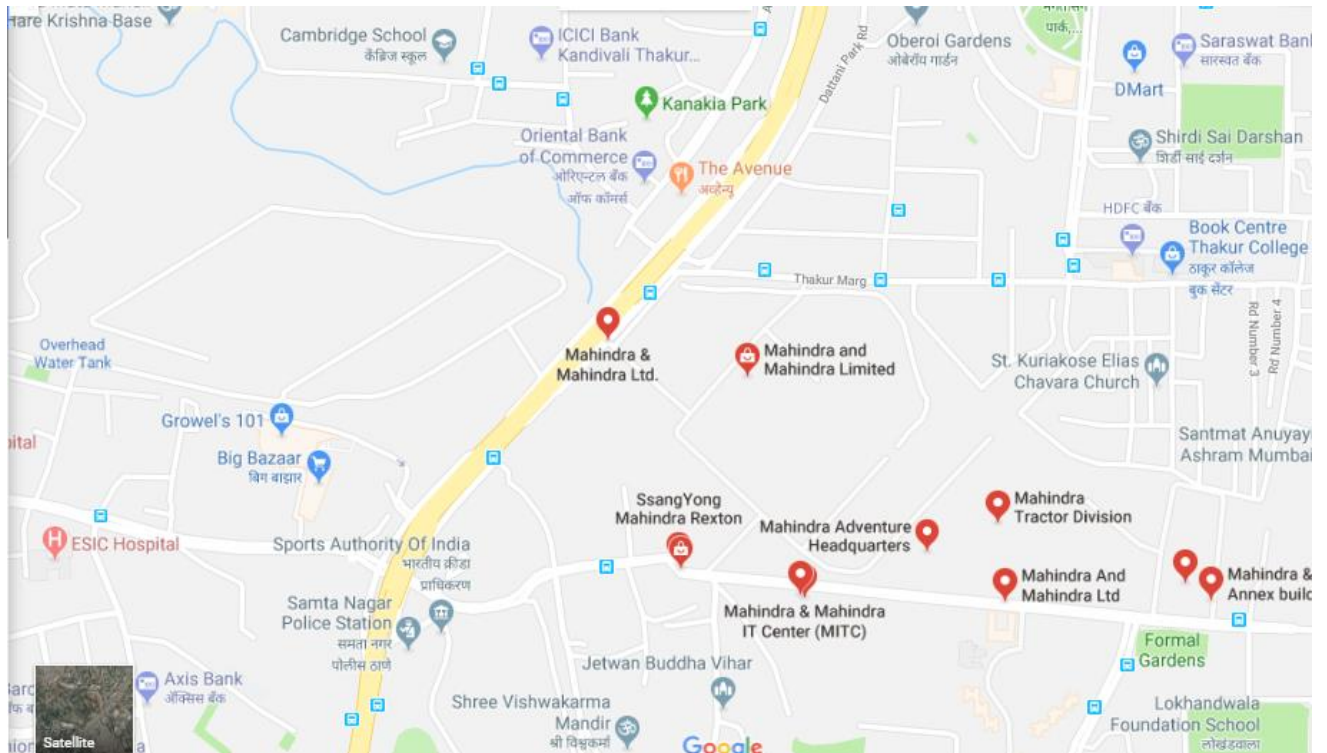 Hare Krishna Base
Cambridge School
कैंब्रिज स्कूल
ICICI Bank
Kandivali Thakur...
Dattani Park Rd
Oberoi Gardens
ओबेरॉय गार्डन
पार्क,...
DMart
Saraswat Bank
सारस्वत बँक
Kanakia Park
Oriental Bank
of Commerce
ओरिएन्टल बँक
ऑफ कॉमर्स
The Avenue
अव्हेन्यू
Shirdi Sai Darshan
शिर्डी साई दर्शन
HDFC बँक
Book Centre
Thakur College
ठाकूर कॉलेज
बुक सेंटर
Thakur Marg
Rd Number 3
Rd Number 4
Overhead
Water Tank
Mahindra &
Mahindra Ltd.
Mahindra and
Mahindra Limited
St. Kuriakose Elias
Chavara Church
Growel's 101
Big Bazaar
बिग बाझार
Santmat Anuyayi
Ashram Mumbai
ESIC Hospital
Sports Authority Of India
भारतीय क्रीडा
प्राधिकरण
SsangYong
Mahindra Rexton
Mahindra Adventure
Headquarters
Mahindra
Tractor Division
Mahindra And
Mahindra Ltd
Mahindra &
Annex build
Mahindra & Mahindra
IT Center (MITC)
Samta Nagar
Police Station
समता नगर
पोलीस ठाणे
Formal
Gardens
Jetwan Buddha Vihar
Axis Bank
ॲक्सिस बँक
Shree Vishwakarma
Mandir
श्री विश्वकर्मा
Lokhandwala
Foundation School
लोखंडवाला
Satellite
Google